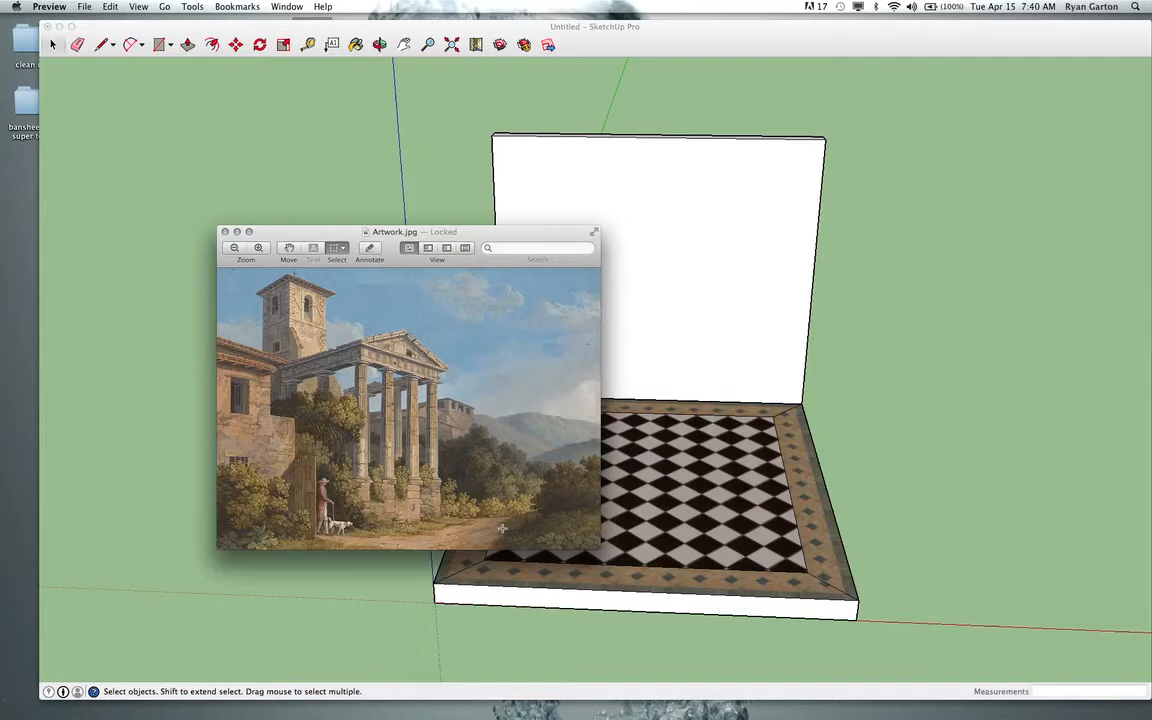 Preview File Edit View Go Tools Bookmarks Window Help 17 (100%) Tue Apr 15 7:40 AM Ryan Garton
Untitled – SketchUp Pro
clean
banshee
super t
Artwork.jpg — Locked
Search
Zoom Move Text Select Annotate View Search
Select objects. Shift to extend select. Drag mouse to select multiple. Measurements